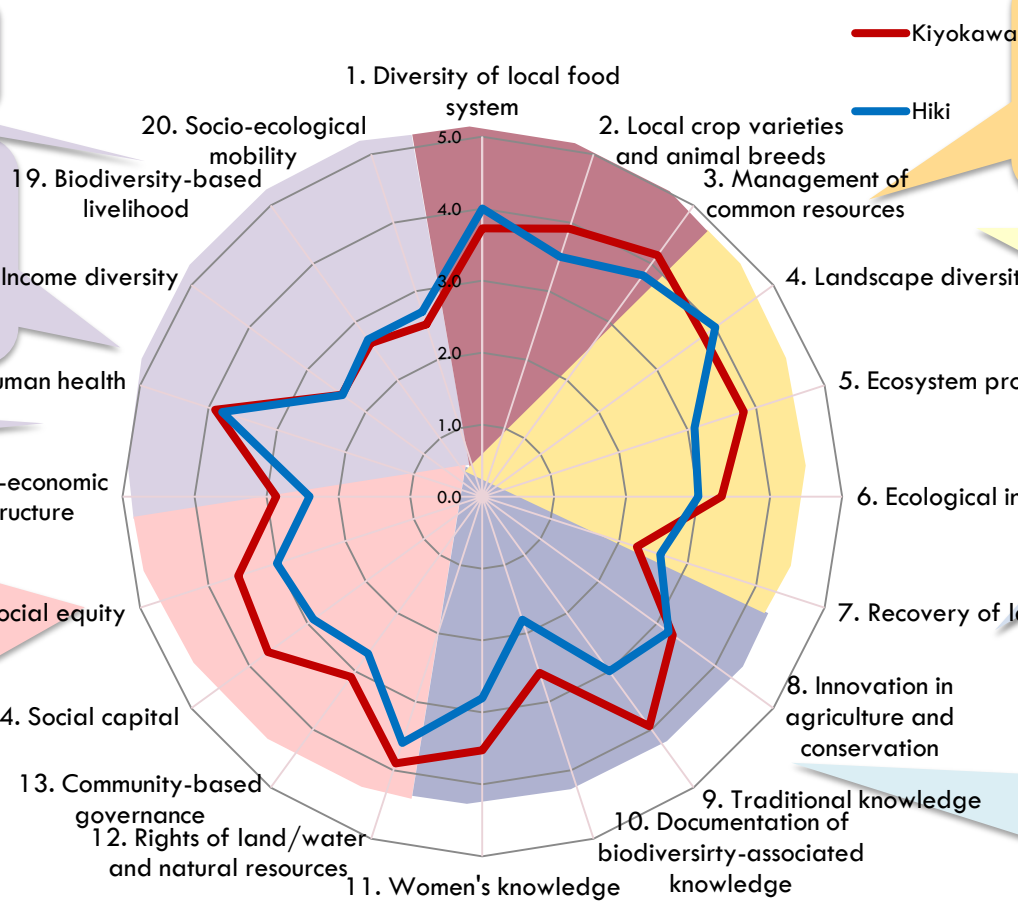 Kiyokawa
Hiki
1. Diversity of local food
system
2. Local crop varieties
and animal breeds
3. Management of
common resources
4. Landscape diversit
5. Ecosystem pro
6. Ecological in
7. Recovery of l
8. Innovation in
agriculture and
conservation
9. Traditional knowledge
10. Documentation of
biodiversirty-associated
knowledge
11. Women's knowledge
12. Rights of land/water
and natural resources
13. Community-based
governance
4. Social capital
ocial equity
-economic
ructure
uman health
Income diversity
19. Biodiversity-based
livelihood
20. Socio-ecological
mobility
5.0
4.0
3.0
2.0
1.0
0.0